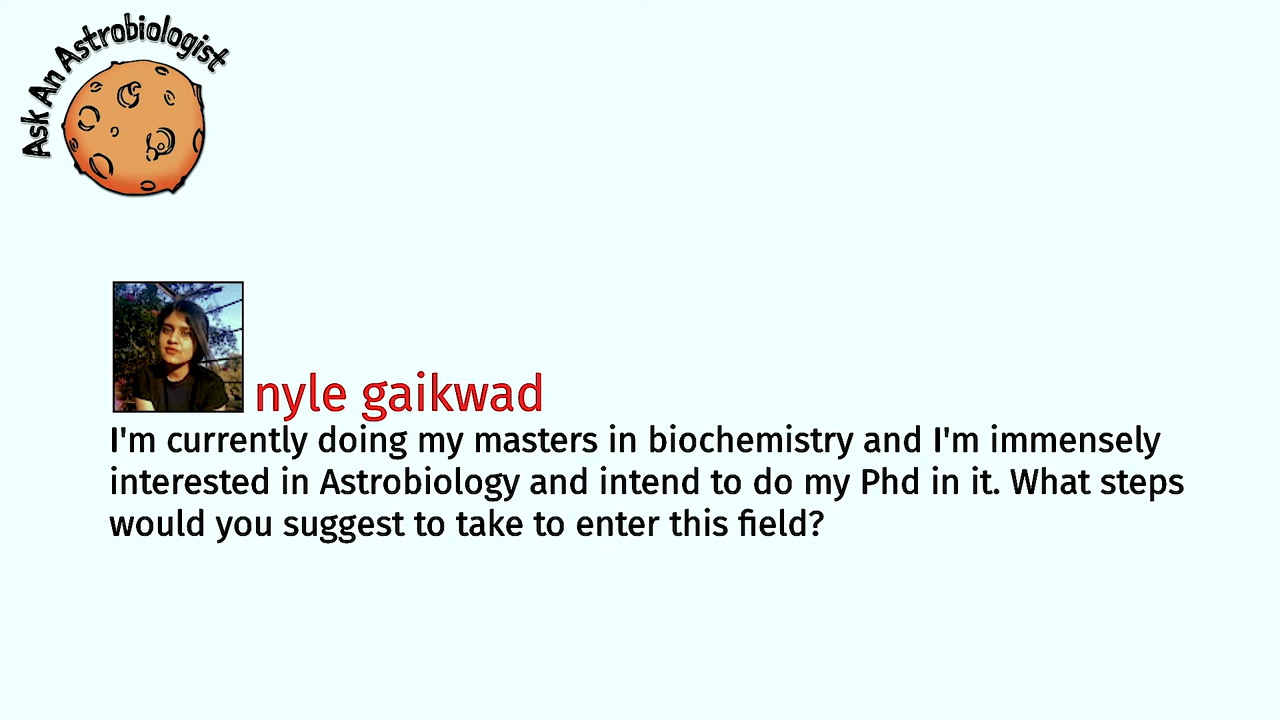 Ask An Astrobiologist
nyle gaikwad
I'm currently doing my masters in biochemistry and I'm immensely
interested in Astrobiology and intend to do my Phd in it. What steps
would you suggest to take to enter this field?